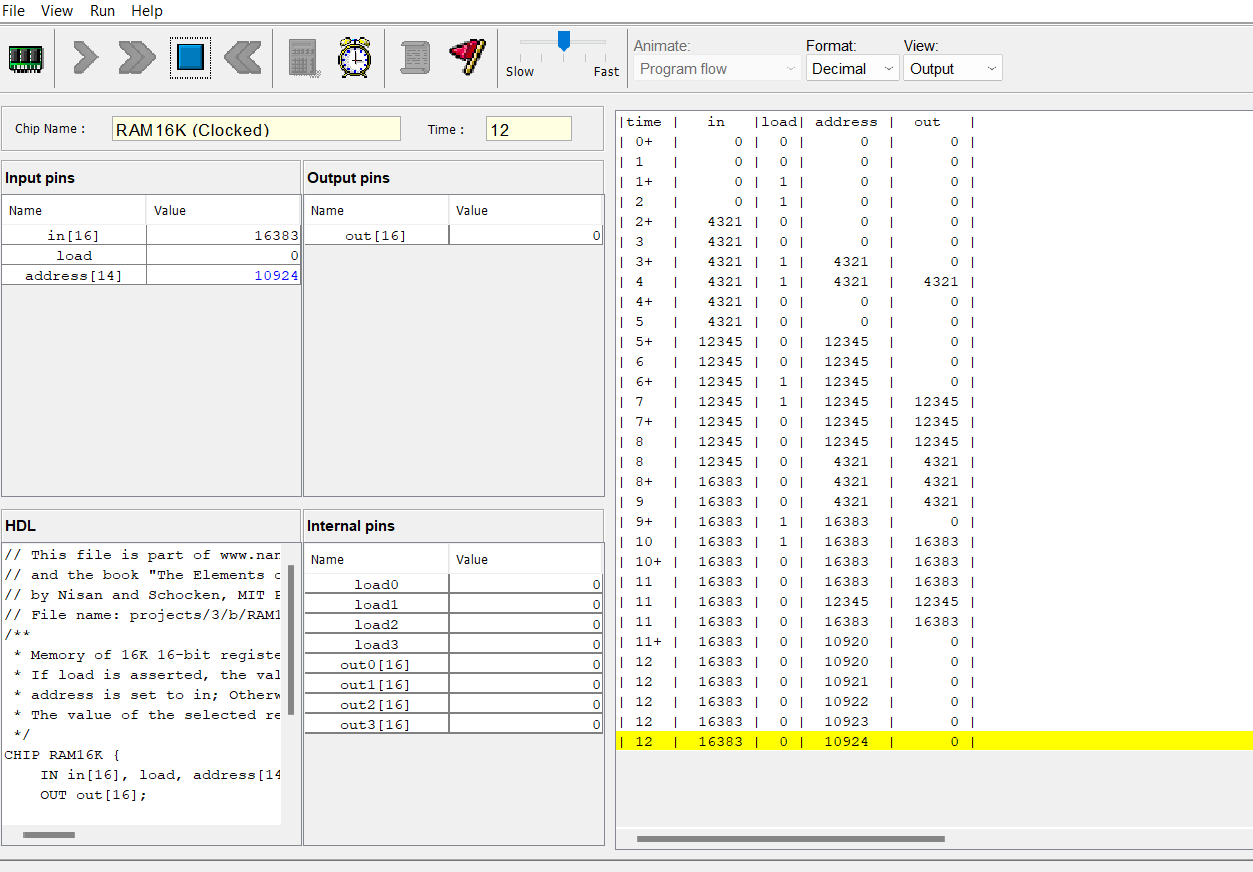 File View Run Help
Slow Fast
Animate:
Program flow
Format:
Decimal
View:
Output
Chip Name : RAM16K (Clocked) Time : 12
Input pins
Name Value
in[16] 16383
load 0
address[14] 10924
Output pins
Name Value
out[16] 0
HDL
// This file is part of www.nan
// and the book "The Elements o
// by Nisan and Schocken, MIT P
// File name: projects/3/b/RAM1
/**
* Memory of 16K 16-bit registe
* If load is asserted, the val
* address is set to in; Otherw
* The value of the selected re
*/
CHIP RAM16K {
IN in[16], load, address[14
OUT out[16];
Internal pins
Name Value
load0 0
load1 0
load2 0
load3 0
out0[16] 0
out1[16] 0
out2[16] 0
out3[16] 0
|time | in |load| address | out |
| 0+ | 0 | 0 | 0 | 0 |
| 1 | 0 | 0 | 0 | 0 |
| 1+ | 0 | 1 | 0 | 0 |
| 2 | 0 | 1 | 0 | 0 |
| 2+ | 4321 | 0 | 0 | 0 |
| 3 | 4321 | 0 | 0 | 0 |
| 3+ | 4321 | 1 | 4321 | 0 |
| 4 | 4321 | 1 | 4321 | 4321 |
| 4+ | 4321 | 0 | 0 | 0 |
| 5 | 4321 | 0 | 0 | 0 |
| 5+ | 12345 | 0 | 12345 | 0 |
| 6 | 12345 | 0 | 12345 | 0 |
| 6+ | 12345 | 1 | 12345 | 0 |
| 7 | 12345 | 1 | 12345 | 12345 |
| 7+ | 12345 | 0 | 12345 | 12345 |
| 8 | 12345 | 0 | 12345 | 12345 |
| 8 | 12345 | 0 | 4321 | 4321 |
| 8+ | 16383 | 0 | 4321 | 4321 |
| 9 | 16383 | 0 | 4321 | 4321 |
| 9+ | 16383 | 1 | 16383 | 0 |
| 10 | 16383 | 1 | 16383 | 16383 |
| 10+ | 16383 | 0 | 16383 | 16383 |
| 11 | 16383 | 0 | 16383 | 16383 |
| 11 | 16383 | 0 | 12345 | 12345 |
| 11 | 16383 | 0 | 16383 | 16383 |
| 11+ | 16383 | 0 | 10920 | 0 |
| 12 | 16383 | 0 | 10920 | 0 |
| 12 | 16383 | 0 | 10921 | 0 |
| 12 | 16383 | 0 | 10922 | 0 |
| 12 | 16383 | 0 | 10923 | 0 |
| 12 | 16383 | 0 | 10924 | 0 |